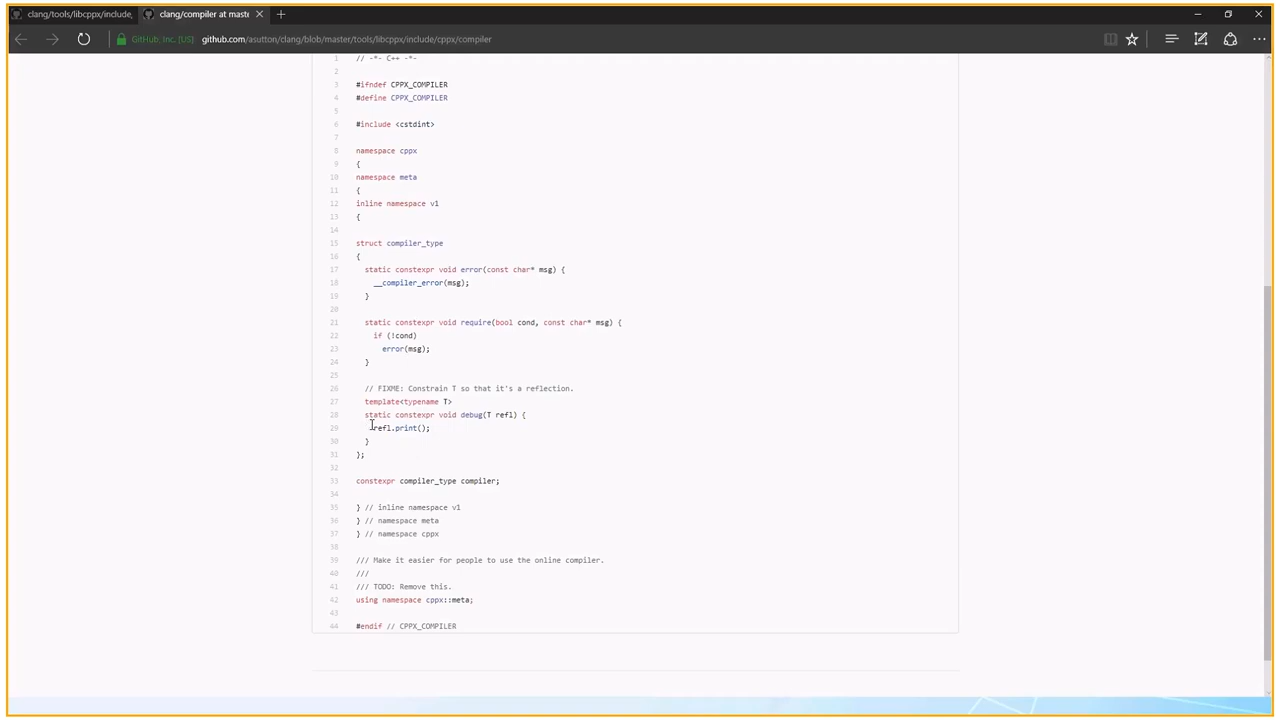 clang/tools/libcppx/include,
clang/compiler at maste
GitHub, Inc. [US]
github.com/asutton/clang/blob/master/tools/libcppx/include/cppx/compiler
1 // -*- C++ -*-
2
3 #ifndef CPPX_COMPILER
4 #define CPPX_COMPILER
5
6 #include <cstdint>
7
8 namespace cppx
9 {
10 namespace meta
11 {
12 inline namespace v1
13 {
14
15 struct compiler_type
16 {
17 static constexpr void error(const char* msg) {
18 __compiler_error(msg);
19 }
20
21 static constexpr void require(bool cond, const char* msg) {
22 if (!cond)
23 error(msg);
24 }
25
26 // FIXME: Constrain T so that it's a reflection.
27 template<typename T>
28 static constexpr void debug(T refl) {
29 refl.print();
30 }
31 };
32
33 constexpr compiler_type compiler;
34
35 } // inline namespace v1
36 } // namespace meta
37 } // namespace cppx
38
39 /// Make it easier for people to use the online compiler.
40 ///
41 /// TODO: Remove this.
42 using namespace cppx::meta;
43
44 #endif // CPPX_COMPILER